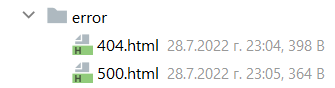 error
404.html 28.7.2022 г. 23:04, 398 B
500.html 28.7.2022 г. 23:05, 364 B